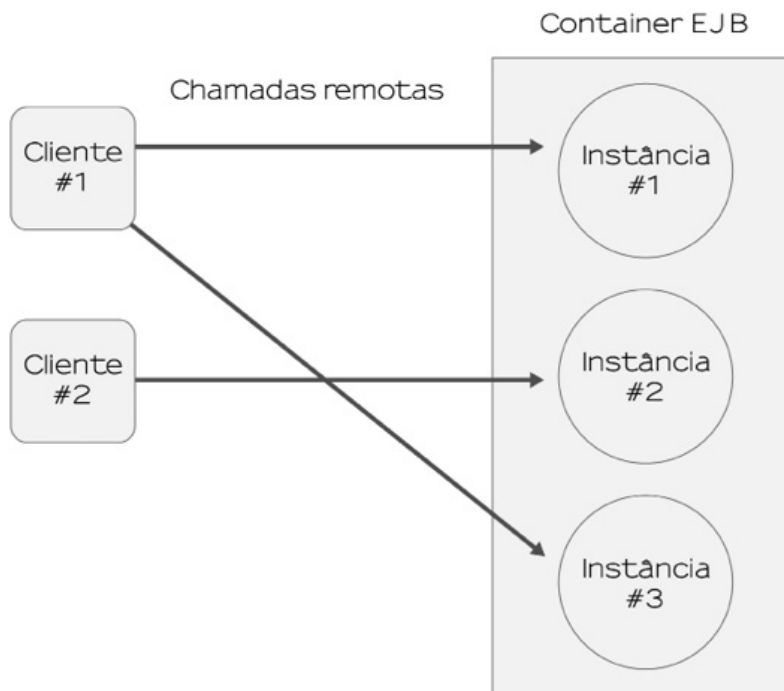 Container EJB
Chamadas remotas
Cliente
#1
Instância
#1
Cliente
#2
Instância
#2
Instância
#3